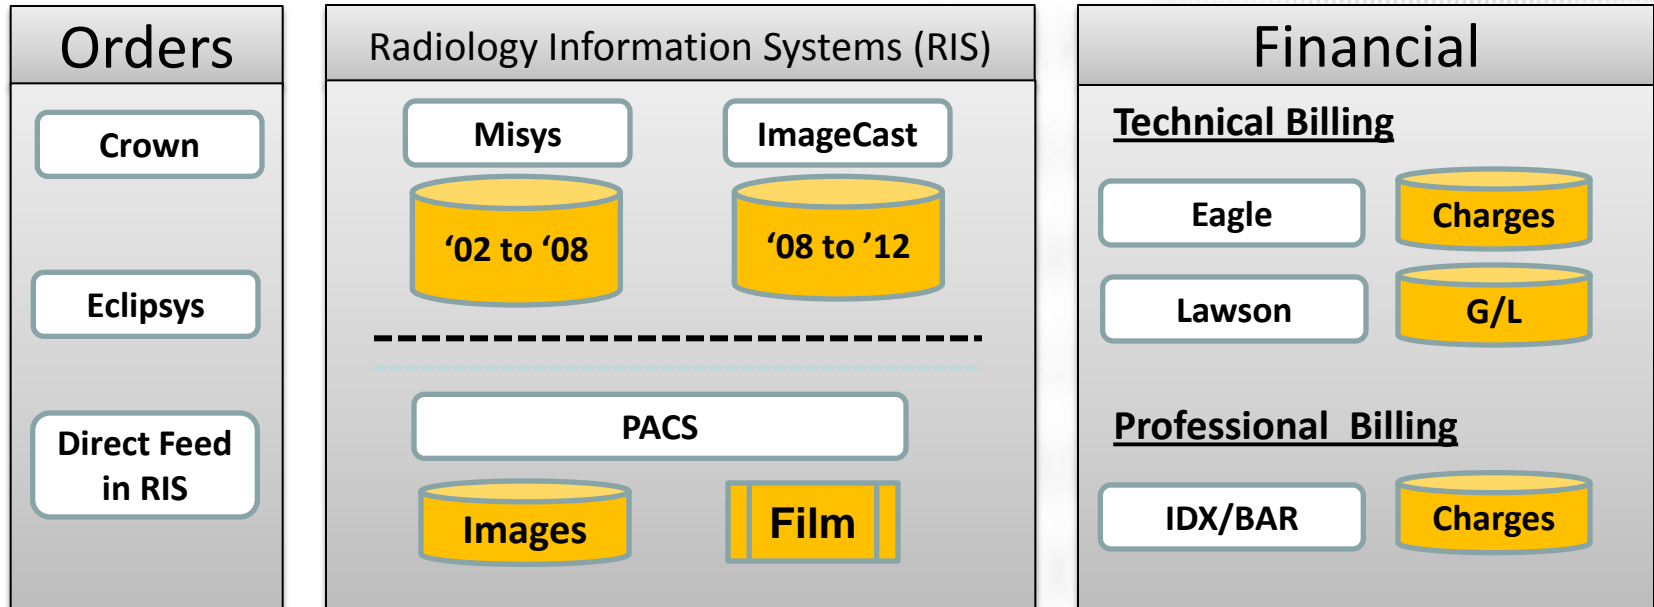 Orders
Crown
Eclipsys
Direct Feed
in RIS
Radiology Information Systems (RIS)
Misys
ImageCast
‘02 to ‘08
‘08 to ’12
PACS
Images
Film
Financial
Technical Billing
Eagle
Charges
Lawson
G/L
Professional Billing
IDX/BAR
Charges